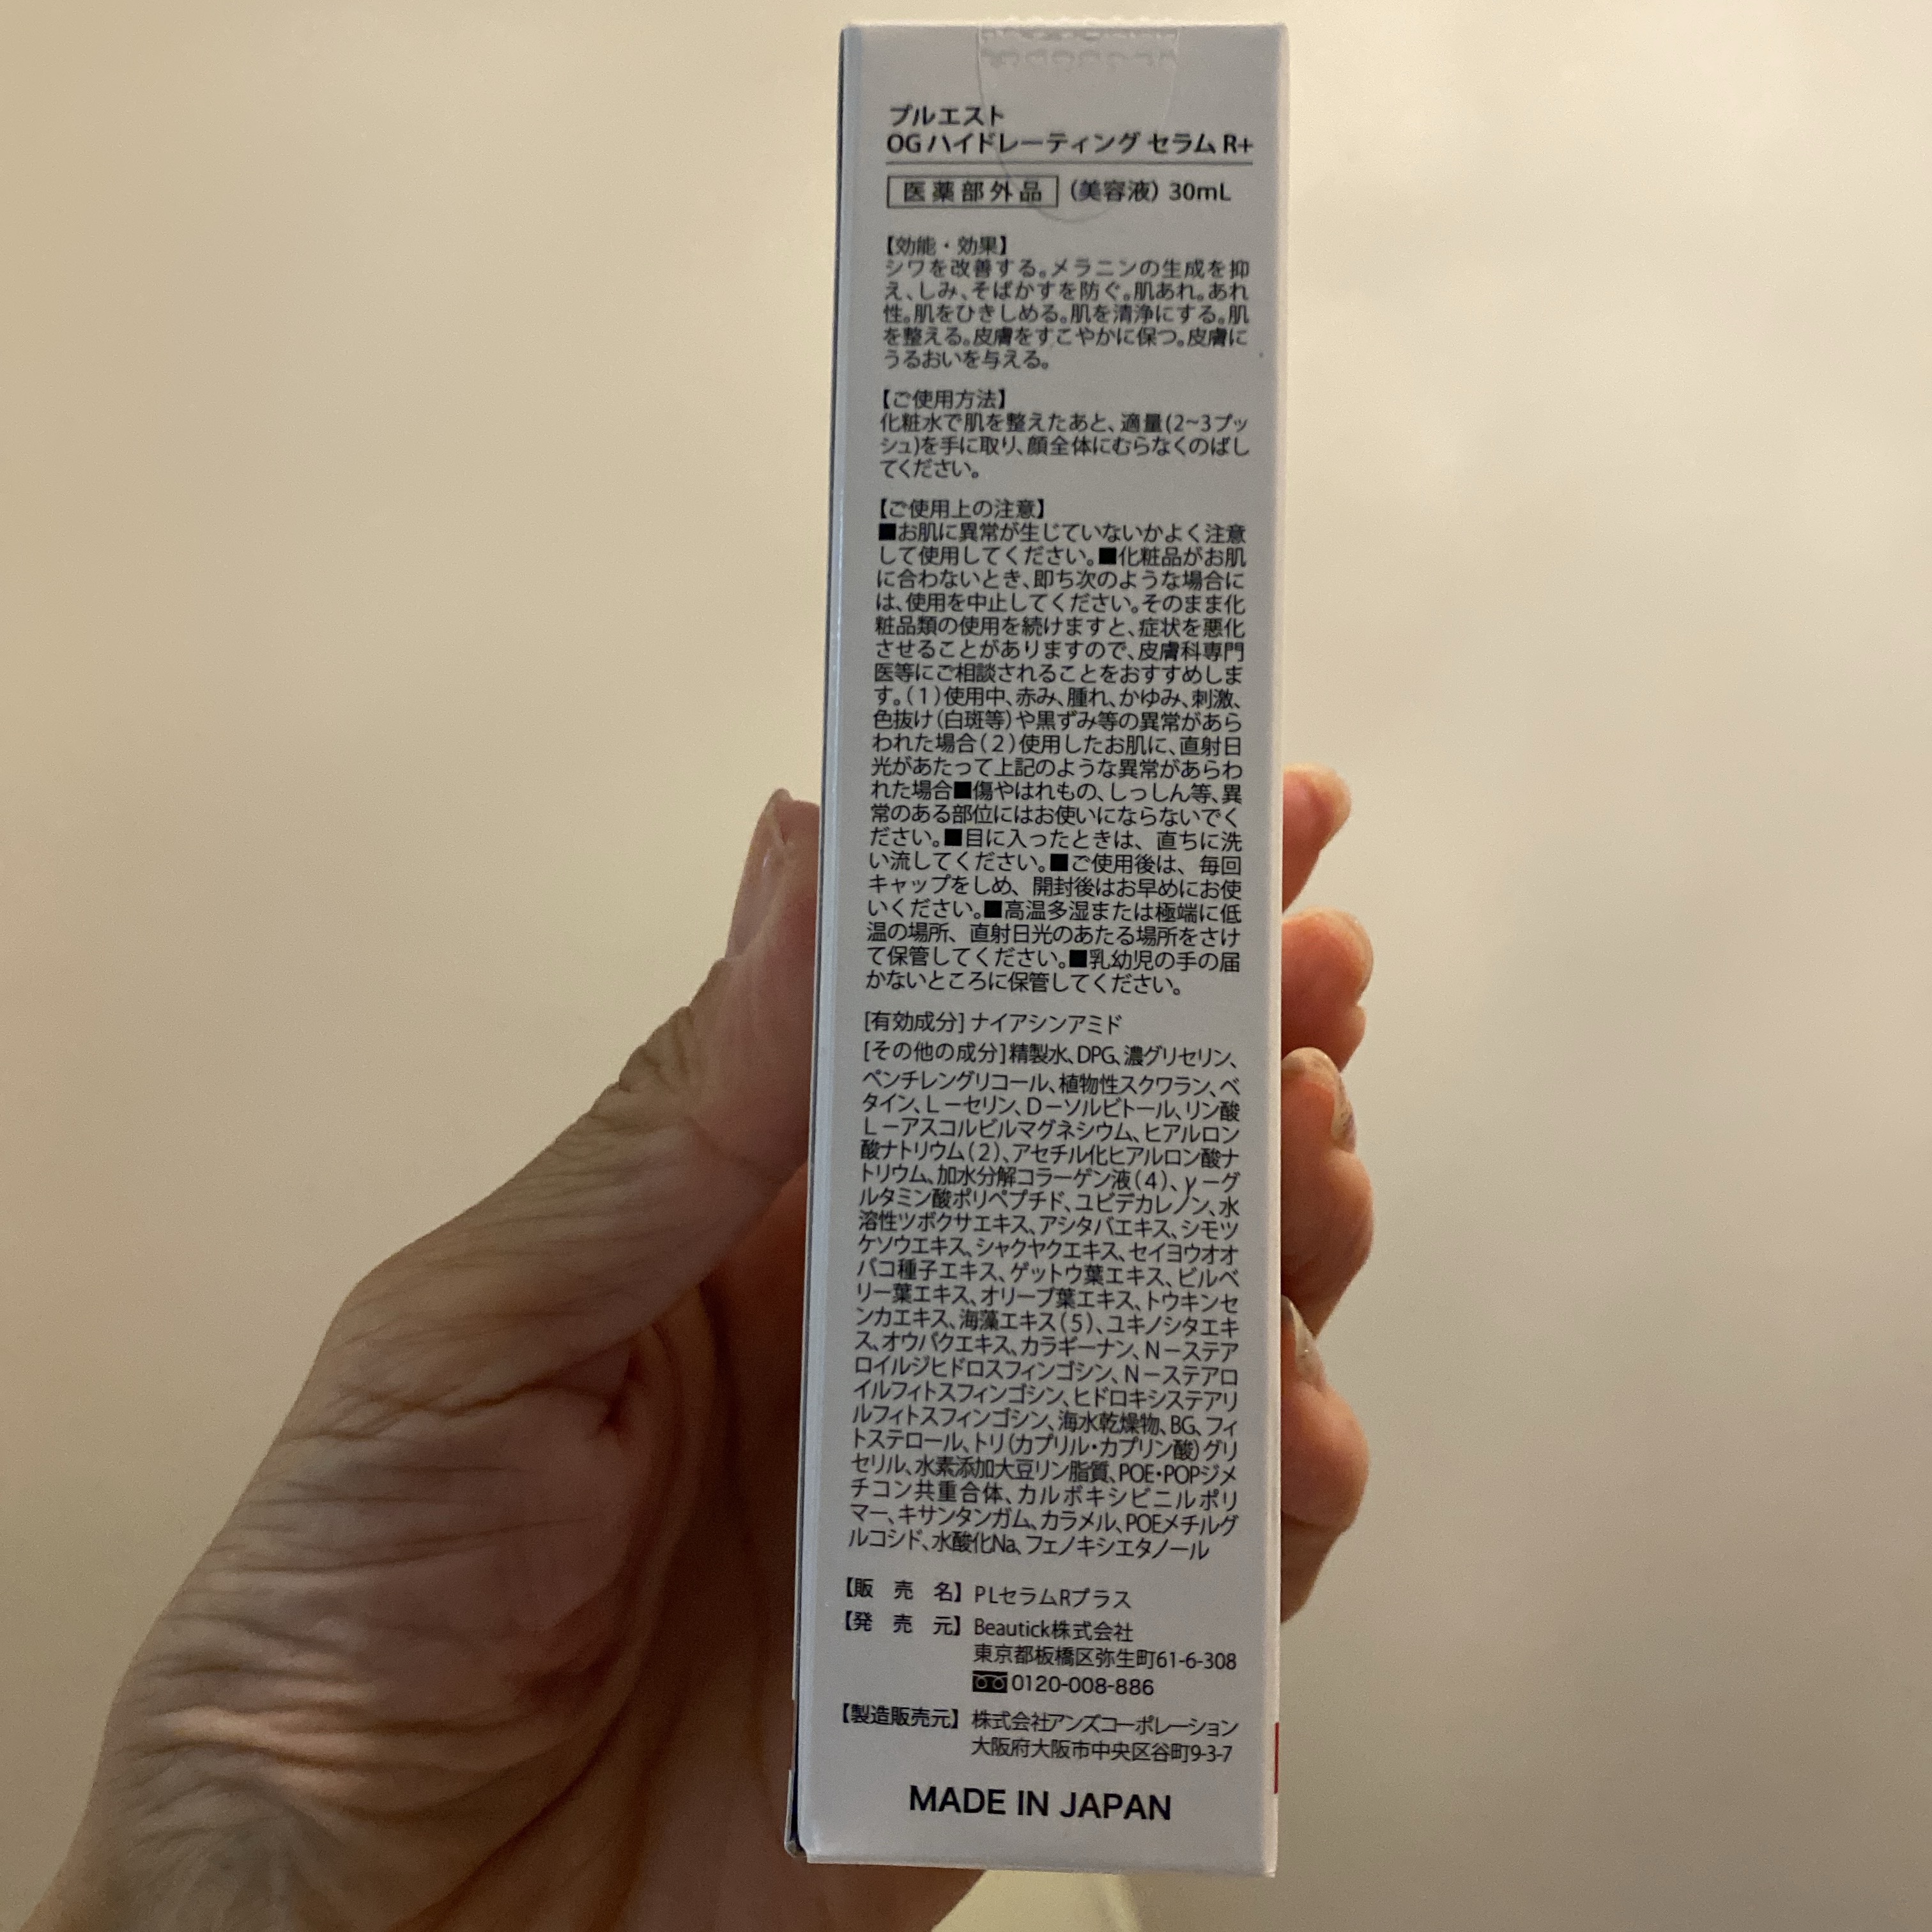 プルエスト
OG ハイドレーティング セラム R+
医薬部外品 (美容液) 30mL
【効能・効果】
シワを改善する。メラニンの生成を抑
え、しみ、そばかすを防ぐ。肌あれ。あれ
性。肌をひきしめる。肌を清浄にする。肌
を整える。皮膚をすこやかに保つ。皮膚に
うるおいを与える。
【ご使用方法】
化粧水で肌を整えたあと、適量(2~3プッ
シュ)を手に取り、顔全体にむらなくのばし
てください。
【ご使用上の注意】
■お肌に異常が生じていないかよく注意
して使用してください。■化粧品がお肌
に合わないとき、即ち次のような場合に
は、使用を中止してください。そのまま化
粧品類の使用を続けますと、症状を悪化
させることがありますので、皮膚科専門
医等にご相談されることをおすすめしま
す。(1)使用中、赤み、腫れ、かゆみ、刺激、
色抜け(白斑等)や黒ずみ等の異常があら
われた場合(2)使用したお肌に、直射日
光があたって上記のような異常があらわ
れた場合■傷やはれもの、しっしん等、異
常のある部位にはお使いにならないでく
ださい。■目に入ったときは、直ちに洗
い流してください。■ご使用後は、毎回
キャップをしめ、開封後はお早めにお使
いください。■高温多湿または極端に低
温の場所、直射日光のあたる場所をさけ
て保管してください。■乳幼児の手の届
かないところに保管してください。
[有効成分] ナイアシンアミド
[その他の成分]精製水、DPG、濃グリセリン、
ペンチレングリコール、植物性スクワラン、ベ
タイン、L－セリン、D－ソルビトール、リン酸
L－アスコルビルマグネシウム、ヒアルロン
酸ナトリウム(2)、アセチル化ヒアルロン酸ナ
トリウム、加水分解コラーゲン液(4)、γ－グ
ルタミン酸ポリペプチド、ユビデカレノン、水
溶性ツボクサエキス、アシタバエキス、シモツ
ケソウエキス、シャクヤクエキス、セイヨウオオ
バコ種子エキス、ゲットウ葉エキス、ビルベ
リー葉エキス、オリーブ葉エキス、トウキンセ
ンカエキス、海藻エキス(5)、ユキノシタエキ
ス、オウバクエキス、カラギーナン、N－ステア
ロイルジヒドロスフィンゴシン、N－ステアロ
イルフィトスフィンゴシン、ヒドロキシステアリ
ルフィトスフィンゴシン、海水乾燥物、BG、フィ
トステロール、トリ(カプリル・カプリン酸)グリ
セリル、水素添加大豆リン脂質、POE・POPジメ
チコン共重合体、カルボキシビニルポリ
マー、キサンタンガム、カラメル、POEメチルグ
ルコシド、水酸化Na、フェノキシエタノール
【販 売 名】PLセラムRプラス
【発 売 元】Beautick株式会社
東京都板橋区弥生町61-6-308
0120-008-886
【製造販売元】株式会社アンズコーポレーション
大阪府大阪市中央区谷町9-3-7
MADE IN JAPAN